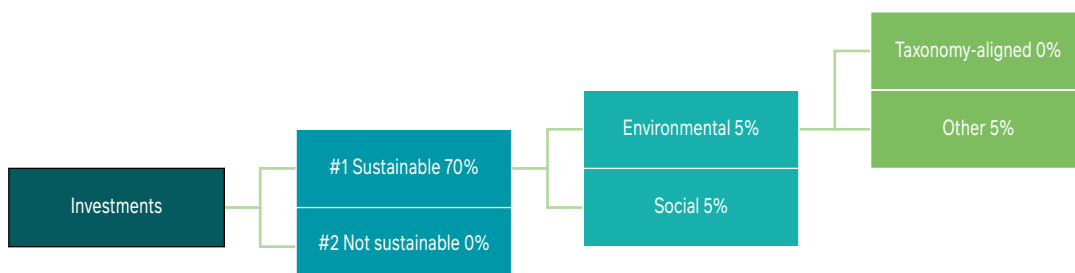 Taxonomy-aligned 0%
Environmental 5%
Other 5%
#1 Sustainable 70%
Investments
Social 5%
#2 Not sustainable 0%